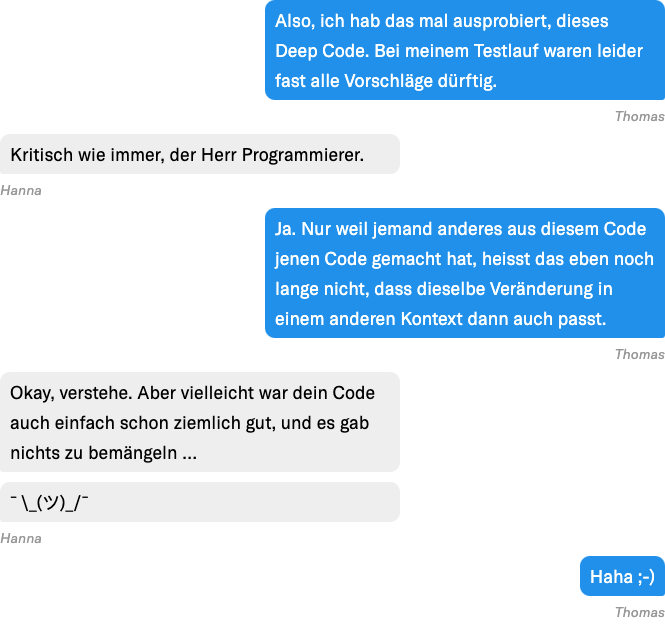 Also, ich hab das mal ausprobiert, dieses
Deep Code. Bei meinem Testlauf waren leider
fast alle Vorschläge dürftig.
Thomas
Kritisch wie immer, der Herr Programmierer.
Hanna
Ja. Nur weil jemand anderes aus diesem Code
jenen Code gemacht hat, heisst das eben noch
lange nicht, dass dieselbe Veränderung in
einem anderen Kontext dann auch passt.
Thomas
Okay, verstehe. Aber vielleicht war dein Code
auch einfach schon ziemlich gut, und es gab
nichts zu bemängeln ...
¯ \_(ツ)_/¯
Hanna
Haha ;-)
Thomas